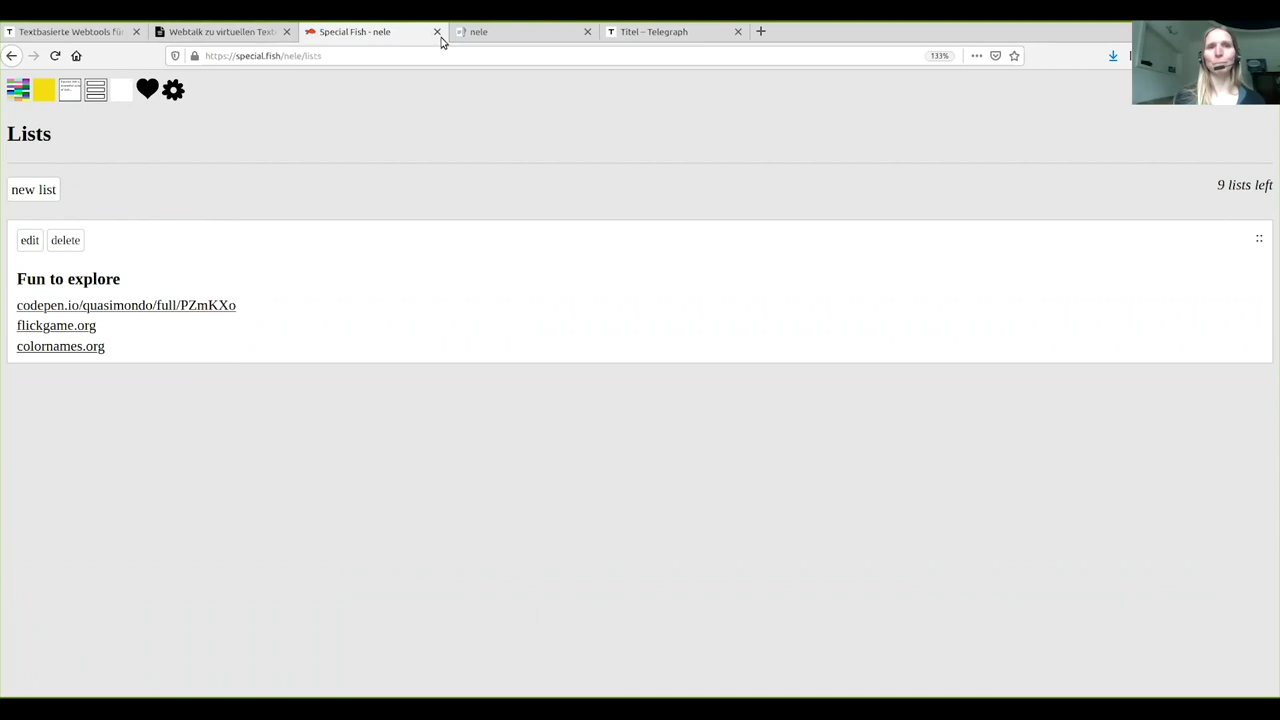 Textbasierte Webtools für
Webtalk zu virtuellen Text
Special Fish - nele
nele
Titel – Telegraph
https://special.fish/nele/lists
133%
Lists
new list
9 lists left
edit
delete
::
Fun to explore
codepen.io/quasimondo/full/PZmKXo
flickgame.org
colornames.org